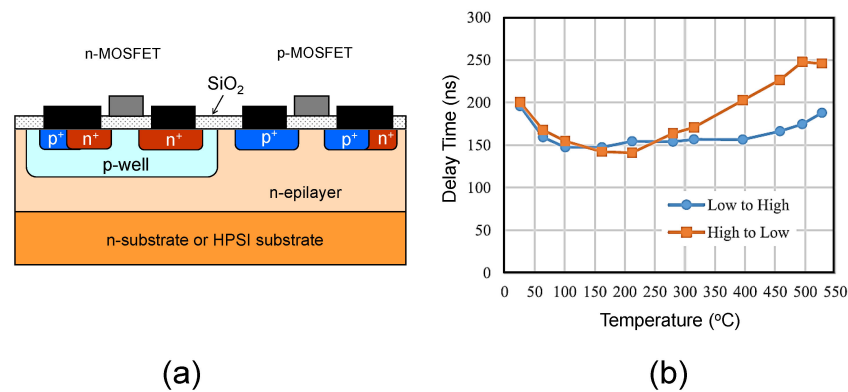 n-MOSFET
p-MOSFET
SiO2
p+
n+
n+
p+
p+
n+
p-well
n-epilayer
n-substrate or HPSI substrate
(a)
300
250
200
150
100
50
0
Delay Time (ns)
Low to High
High to Low
0 50 100 150 200 250 300 350 400 450 500 550
Temperature (oC)
(b)